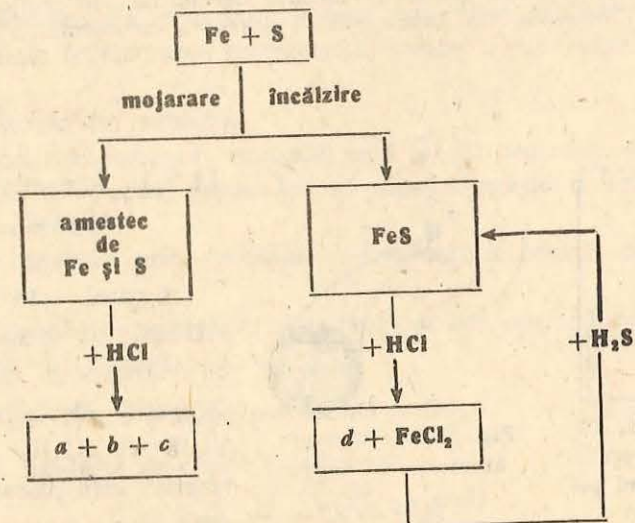 Fe + S
mojarare încălzire
amestec
de
Fe și S
FeS
+HCl
+HCl
+H₂S
a + b + c
d + FeCl₂